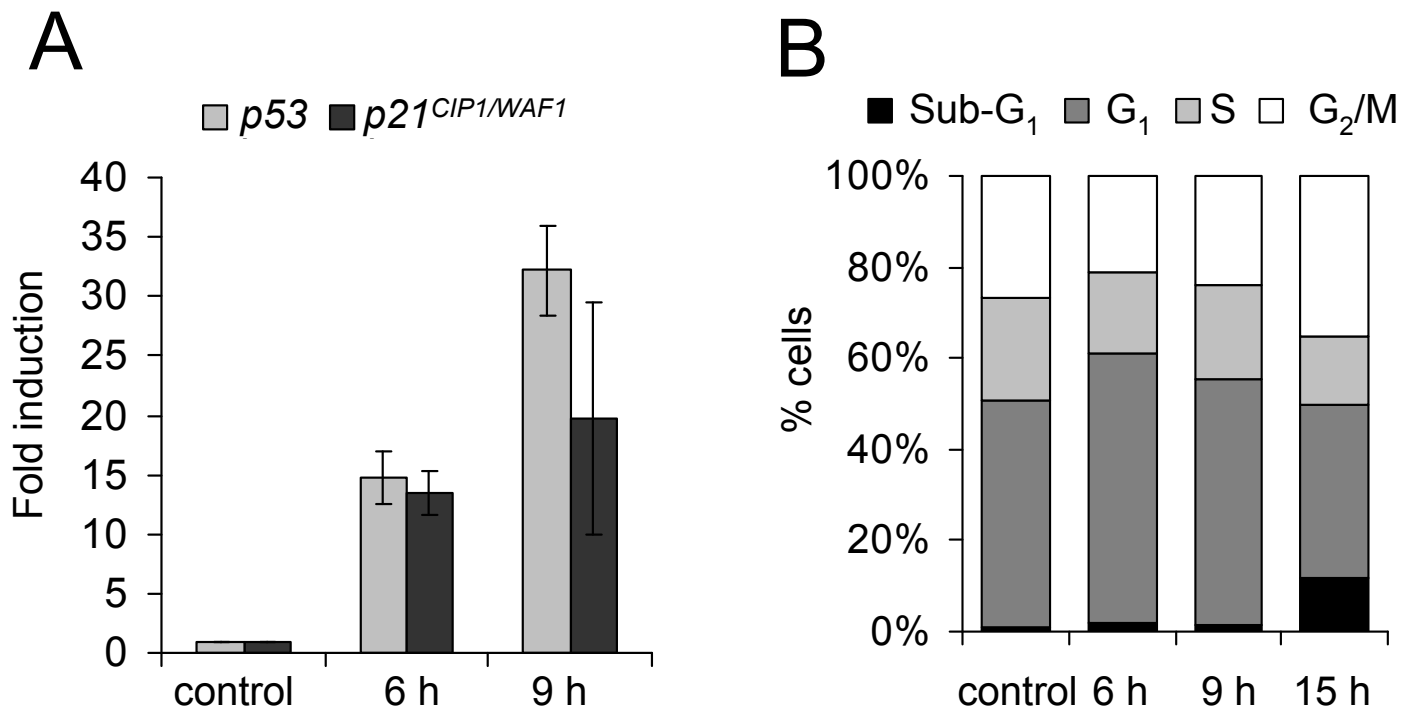 A
p53 p21CIP1/WAF1
40
35
30
25
20
15
10
5
0
Fold induction
control 6 h 9 h
B
Sub-G1 G1 S G2/M
100%
80%
60%
40%
20%
0%
% cells
control 6 h 9 h 15 h